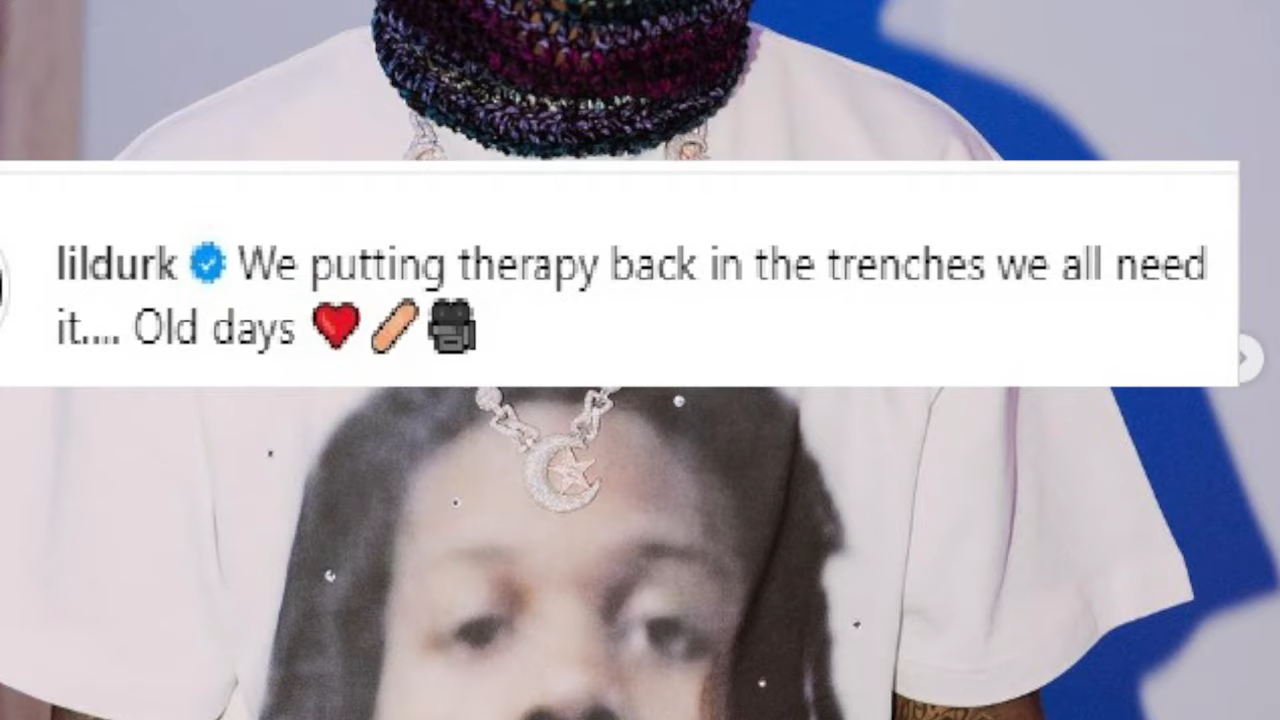 lildurk We putting therapy back in the trenches we all need
it.... Old days ❤️🩹🎥